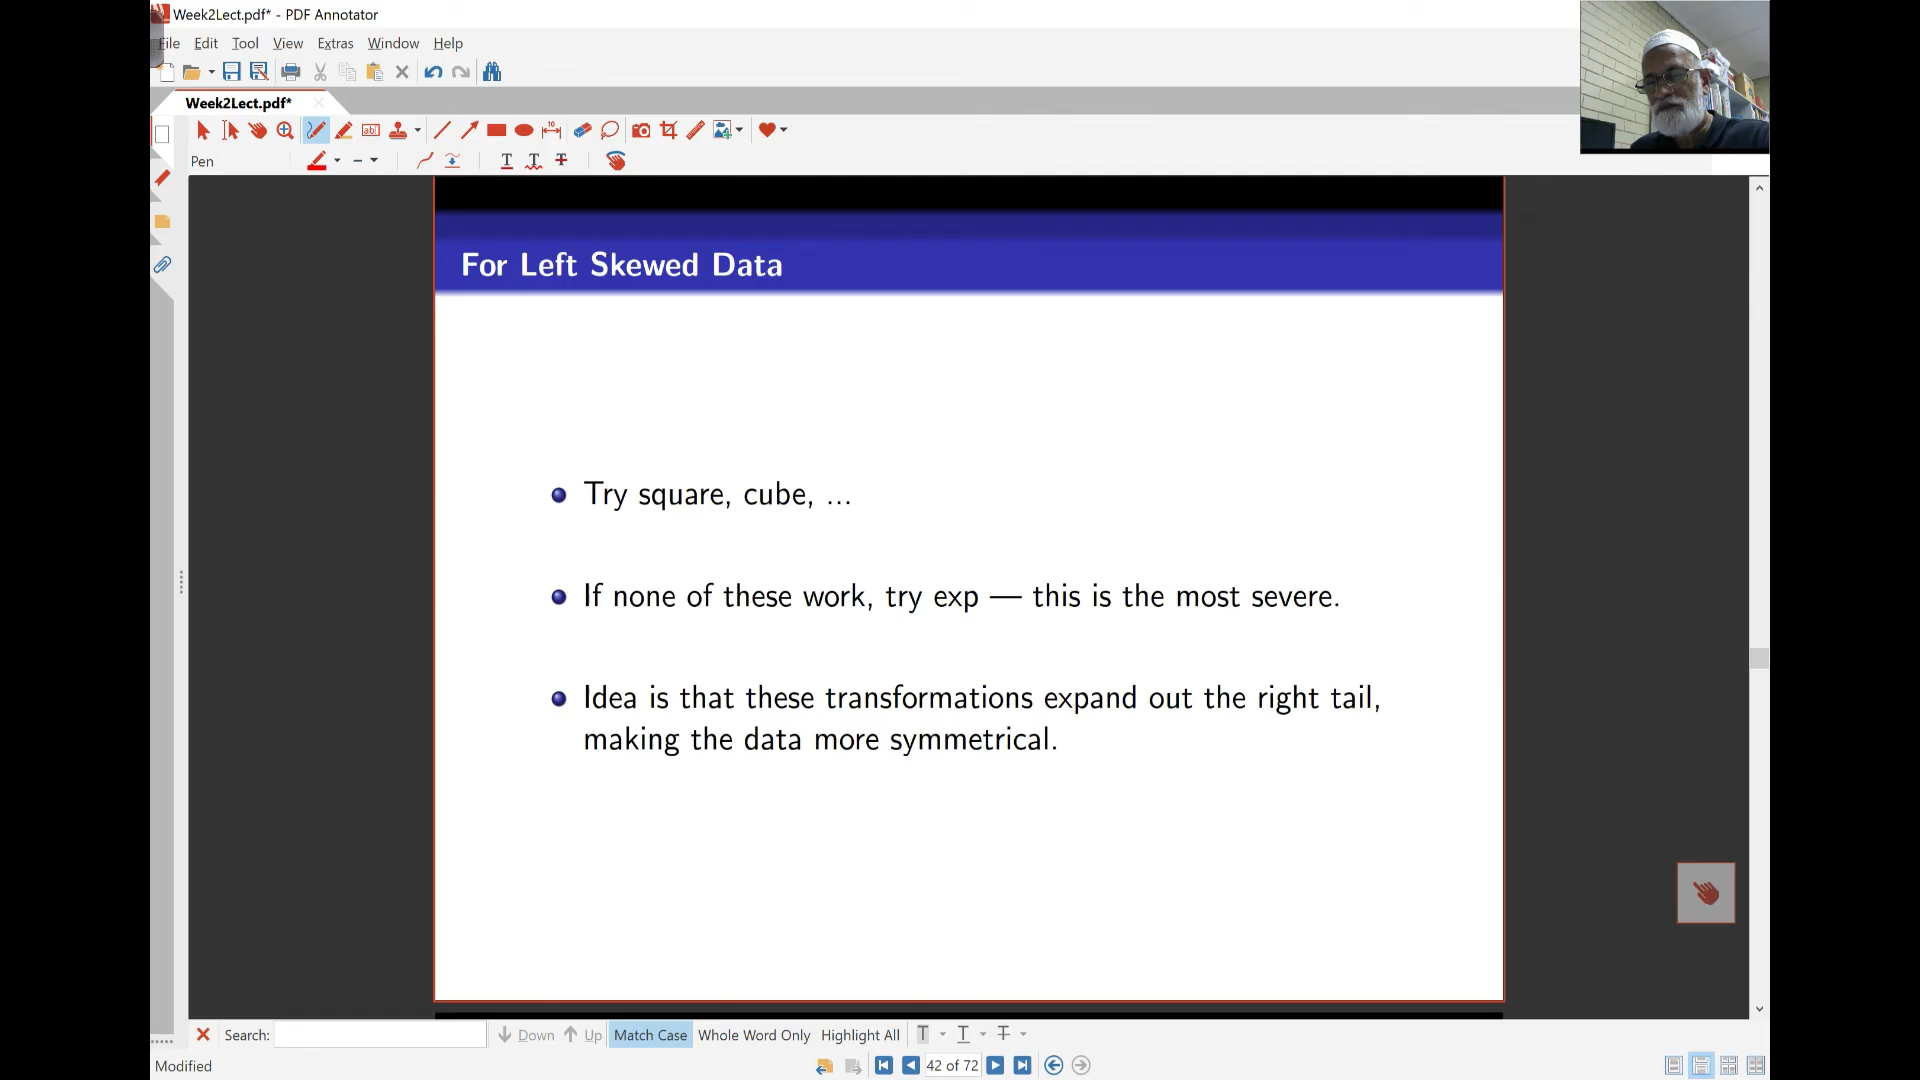 Week2Lect.pdf* - PDF Annotator
File Edit Tool View Extras Window Help
Week2Lect.pdf*
Pen
For Left Skewed Data
Try square, cube, ...
If none of these work, try exp — this is the most severe.
Idea is that these transformations expand out the right tail,
making the data more symmetrical.
Search: Down Up Match Case Whole Word Only Highlight All
Modified
42 of 72